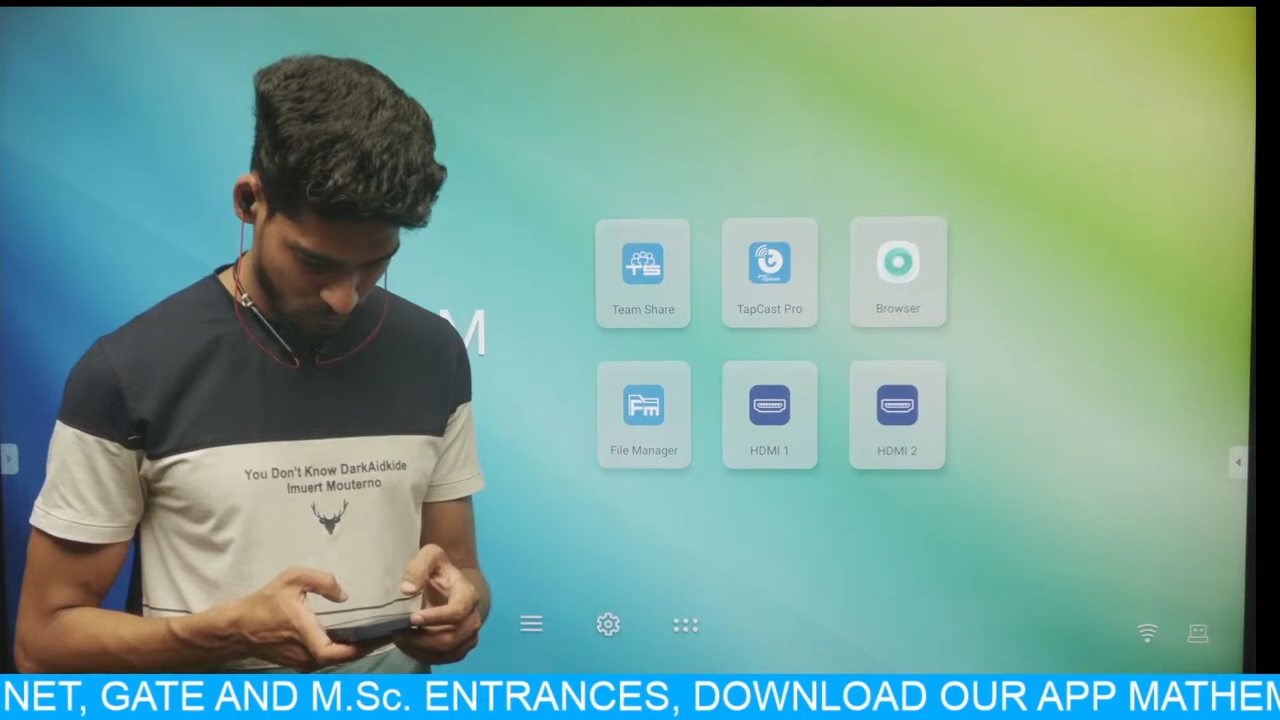 M
Team Share
TapCast Pro
Browser
File Manager
HDMI 1
HDMI 2
You Don't Know DarkAidkide
Imuert Mouterno
NET, GATE AND M.Sc. ENTRANCES, DOWNLOAD OUR APP MATHEM